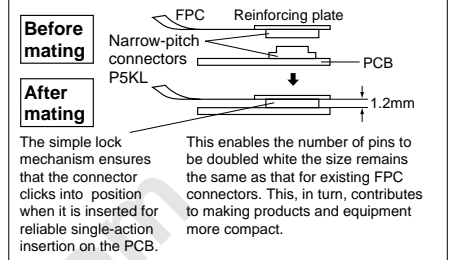 FPC Reinforcing plate
Before
mating
Narrow-pitch
connectors
P5KL
PCB
After
mating
1.2mm
The simple lock
mechanism ensures
that the connector
clicks into position
when it is inserted for
reliable single-action
insertion on the PCB.
This enables the number of pins to
be doubled white the size remains
the same as that for existing FPC
connectors. This, in turn, contributes
to making products and equipment
more compact.